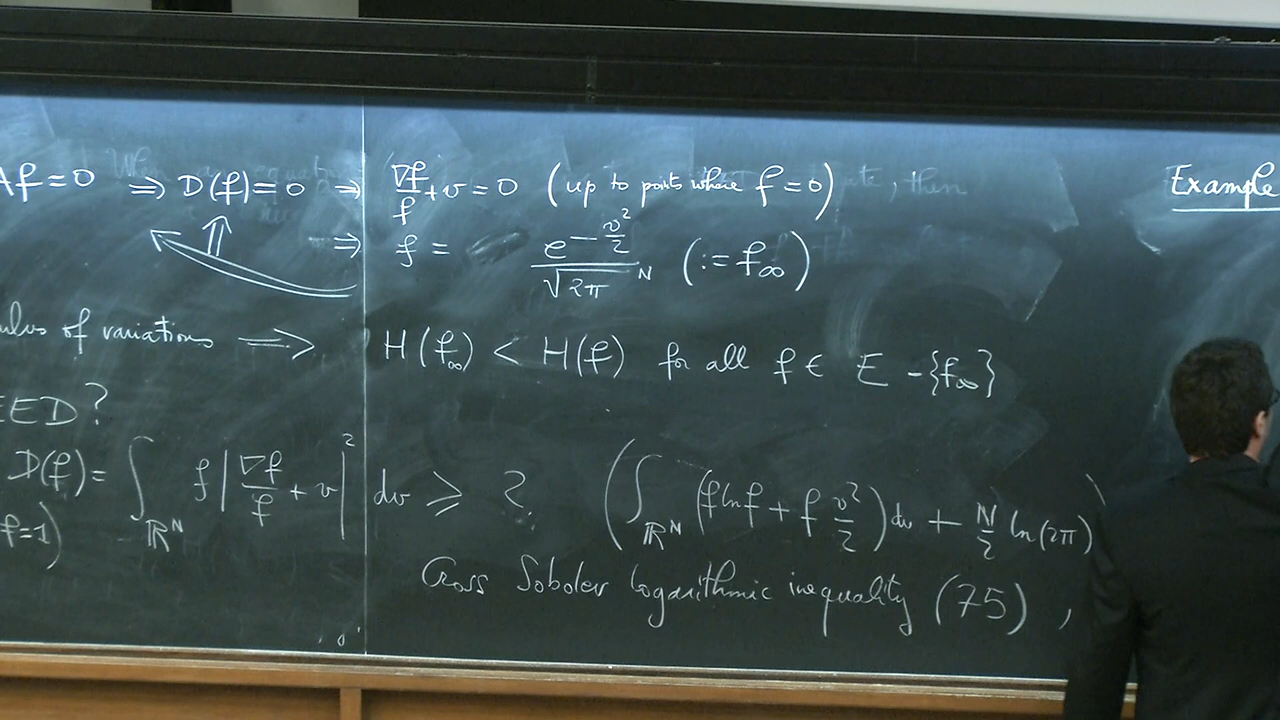 Af=0 ⇒ D(f)=0 ⇒ ∇f/f + v = 0 (up to points where f=0)
⇒ f = e^{-v²/2} / √2π^N (:= f∞)
ulus of variations ⟹ H(f∞) < H(f) for all f ∈ E - {f∞}
EED?
D(f) = ∫_{ℝ^N} f | ∇f/f + v |² dv ⩾ 2 ( ∫_{ℝ^N} (f ln f + f v²/2) dv + N/2 ln(2π) )
f=1)
Gross Sobolev logarithmic inequality (75),
Example